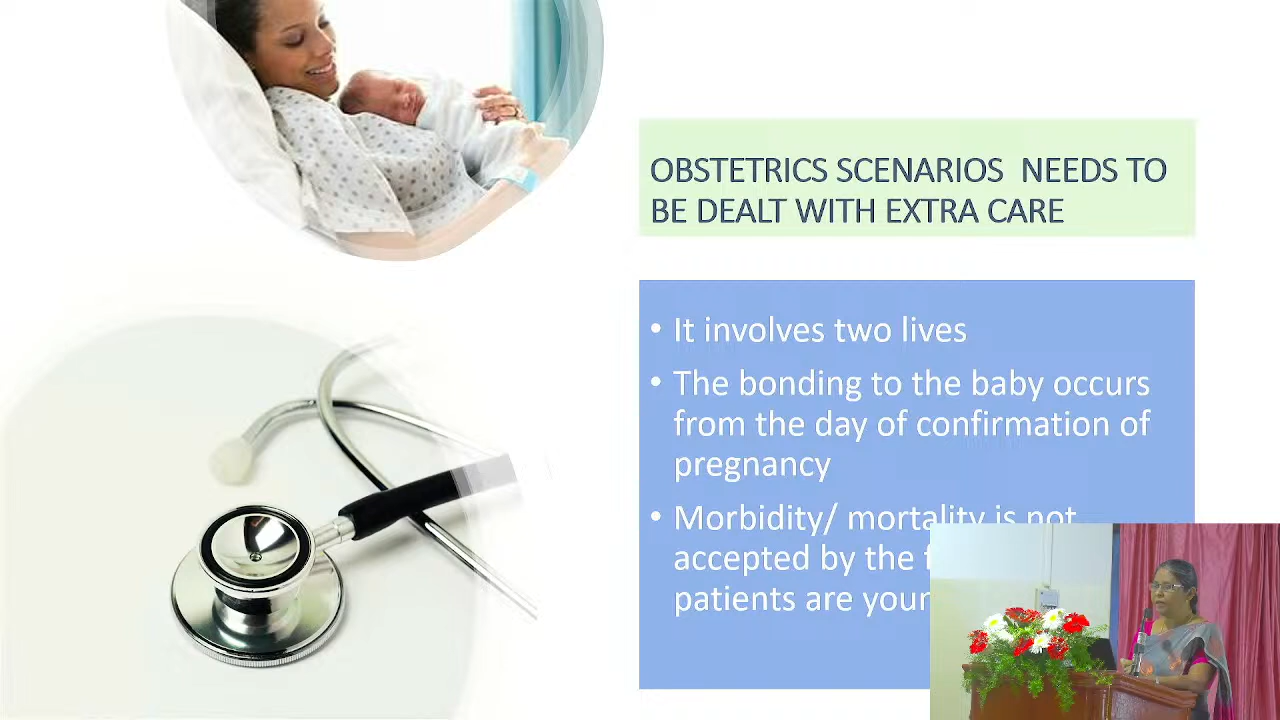 OBSTETRICS SCENARIOS NEEDS TO
BE DEALT WITH EXTRA CARE
• It involves two lives
• The bonding to the baby occurs
from the day of confirmation of
pregnancy
• Morbidity/ mortality is not
accepted by the
patients are